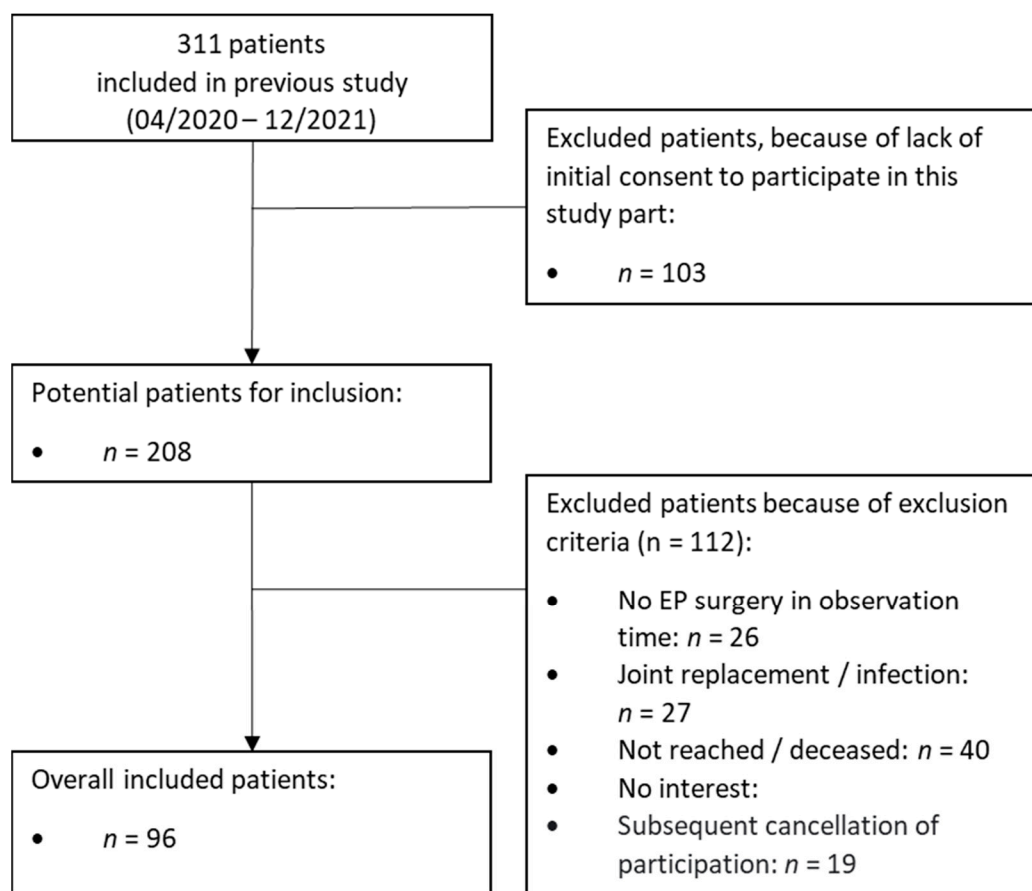 311 patients
included in previous study
(04/2020 – 12/2021)
Excluded patients, because of lack of
initial consent to participate in this
study part:
• n = 103
Potential patients for inclusion:
• n = 208
Excluded patients because of exclusion
criteria (n = 112):
• No EP surgery in observation
time: n = 26
• Joint replacement / infection:
n = 27
• Not reached / deceased: n = 40
• No interest:
• Subsequent cancellation of
participation: n = 19
Overall included patients:
• n = 96